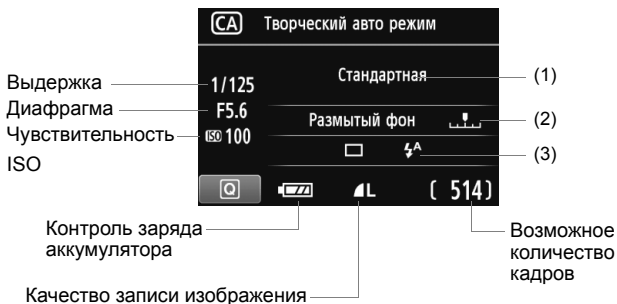 CA Творческий авто режим
Выдержка
1/125
Стандартная
(1)
Диафрагма
F5.6
Размытый фон
(2)
Чувствительность
ISO
ISO 100
A
(3)
Q
L
( 514)
Контроль заряда
аккумулятора
Возможное
количество
кадров
Качество записи изображения